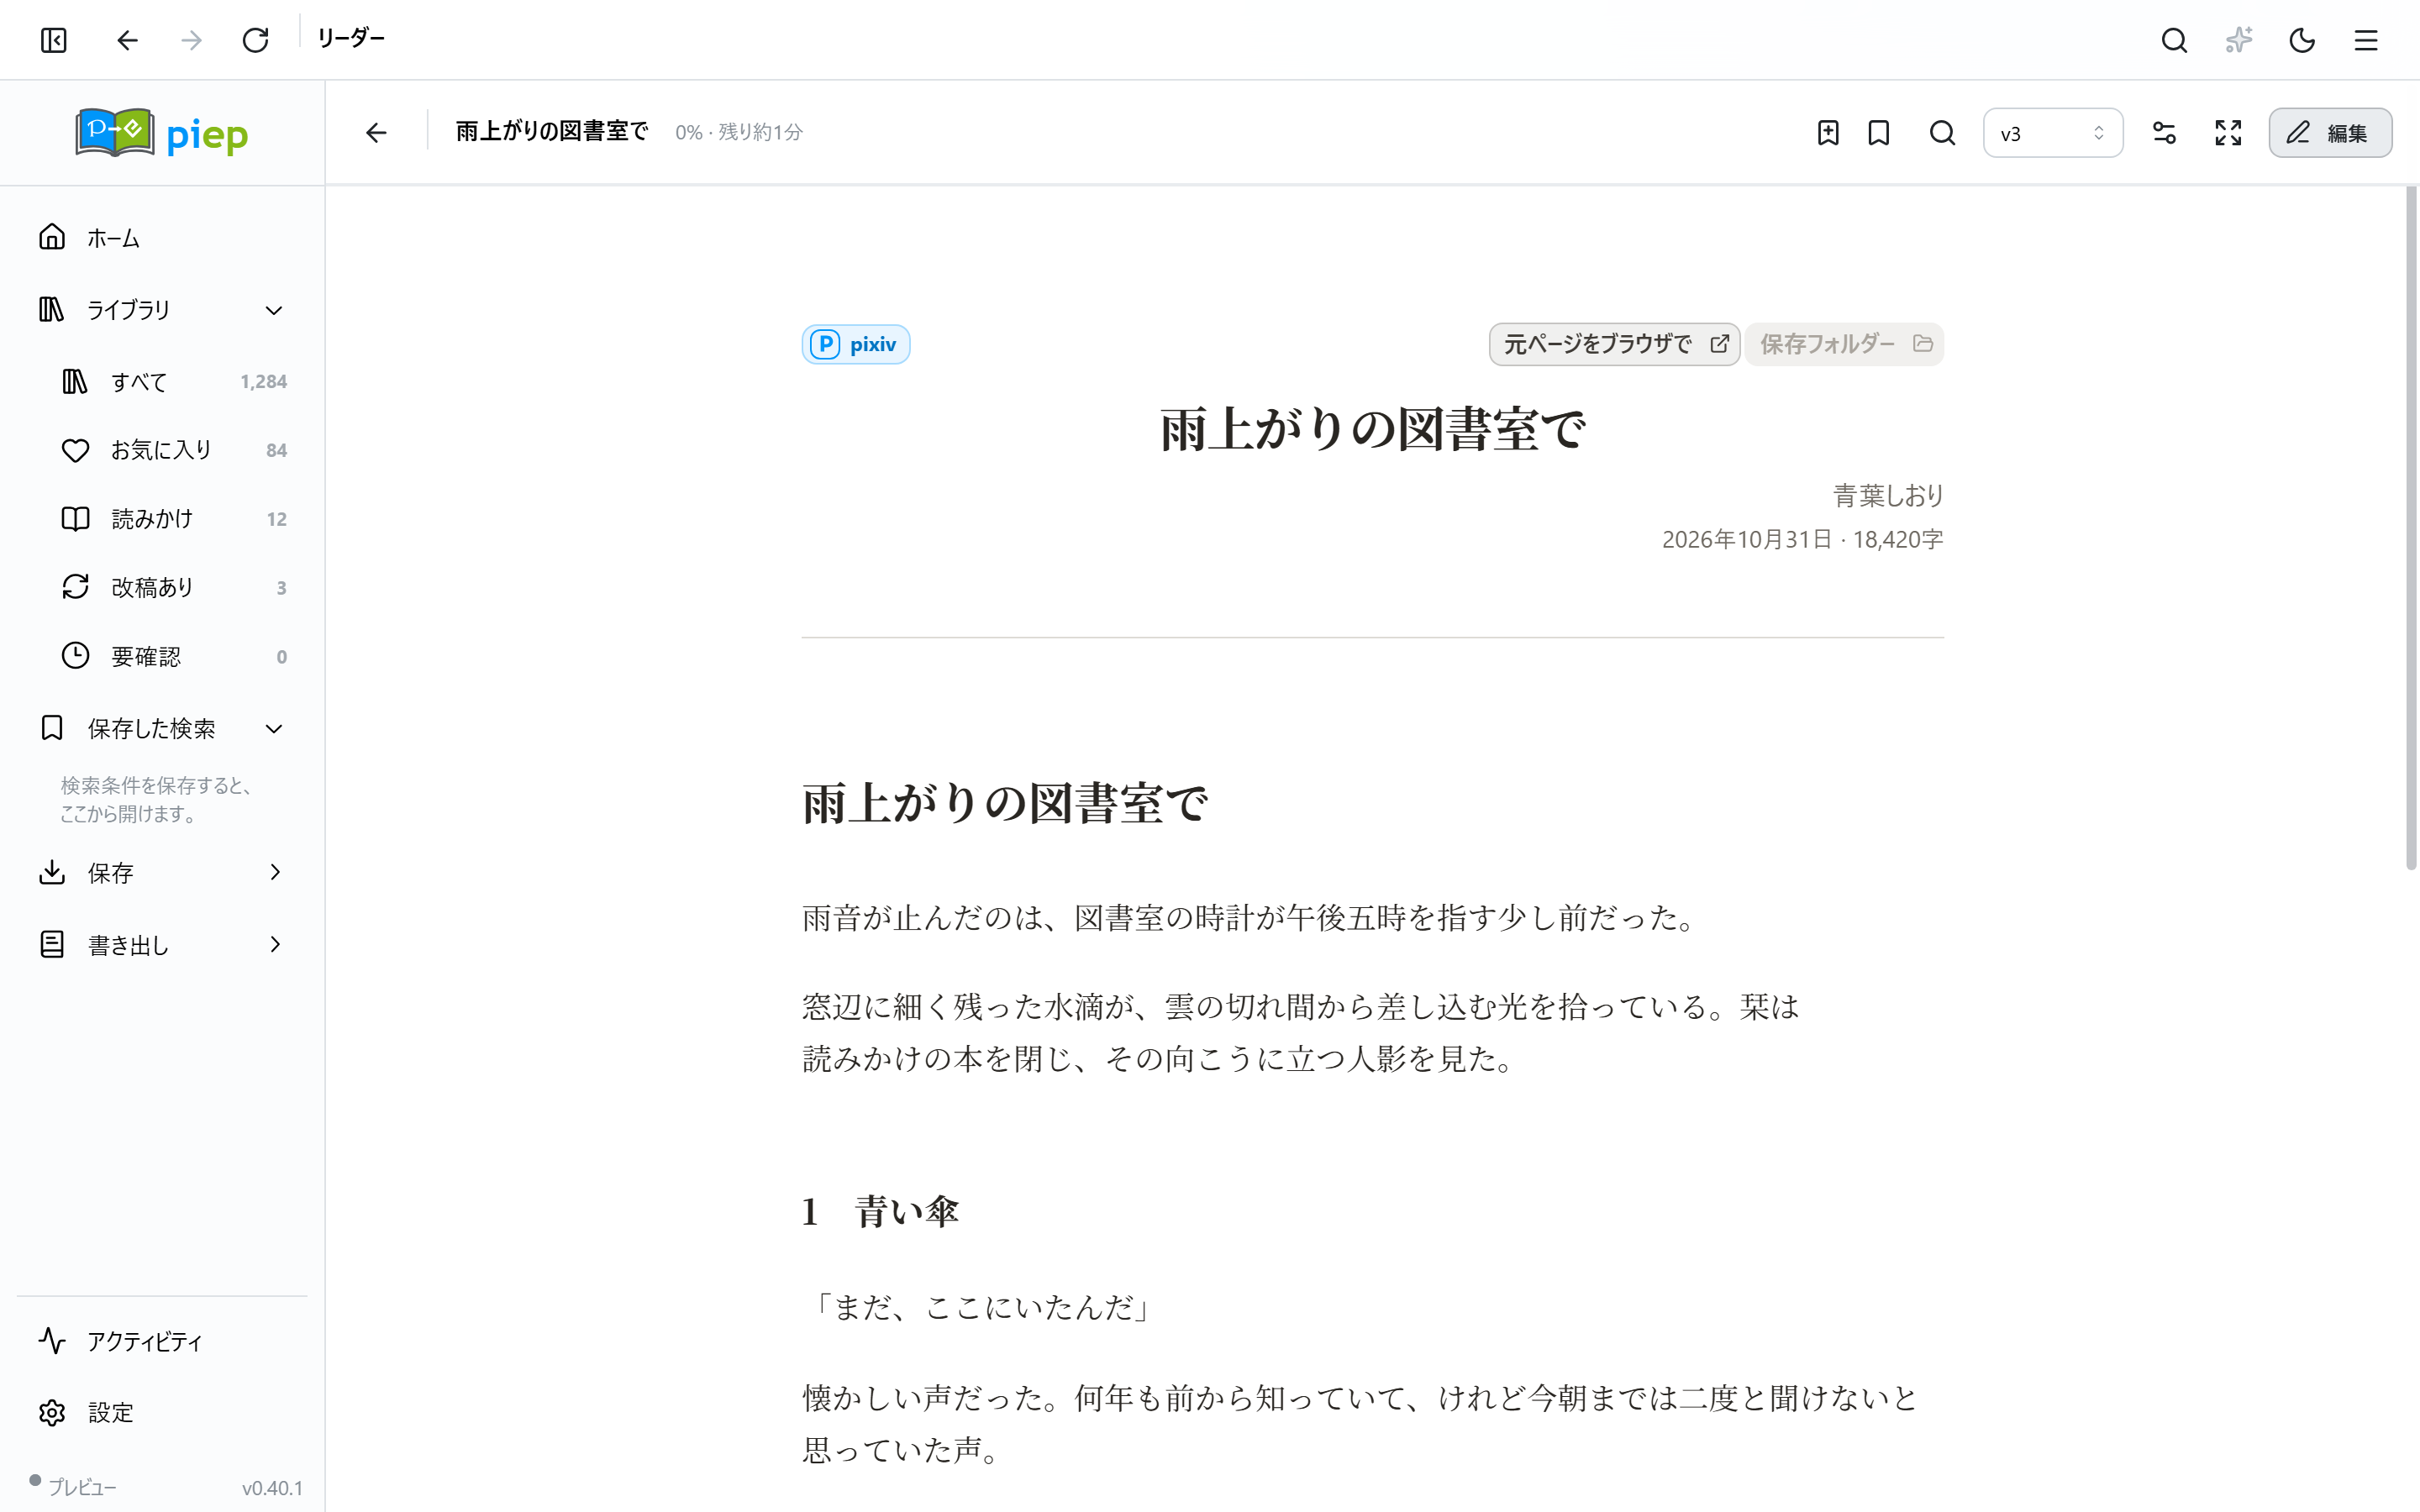 リーダー
piep
ホーム
ライブラリ
すべて 1,284
お気に入り 84
読みかけ 12
改稿あり 3
要確認 0
保存した検索
検索条件を保存すると、
ここから開けます。
保存
書き出し
アクティビティ
設定
プレビュー v0.40.1
雨上がりの図書室で 0% · 残り約1分
v3
編集
P pixiv
元ページをブラウザで
保存フォルダー
雨上がりの図書室で
青葉しおり
2026年10月31日 · 18,420字
雨上がりの図書室で
雨音が止んだのは、図書室の時計が午後五時を指す少し前だった。
窓辺に細く残った水滴が、雲の切れ間から差し込む光を拾っている。栞は
読みかけの本を閉じ、その向こうに立つ人影を見た。
1　青い傘
「まだ、ここにいたんだ」
懐かしい声だった。何年も前から知っていて、けれど今朝までは二度と聞けないと
思っていた声。